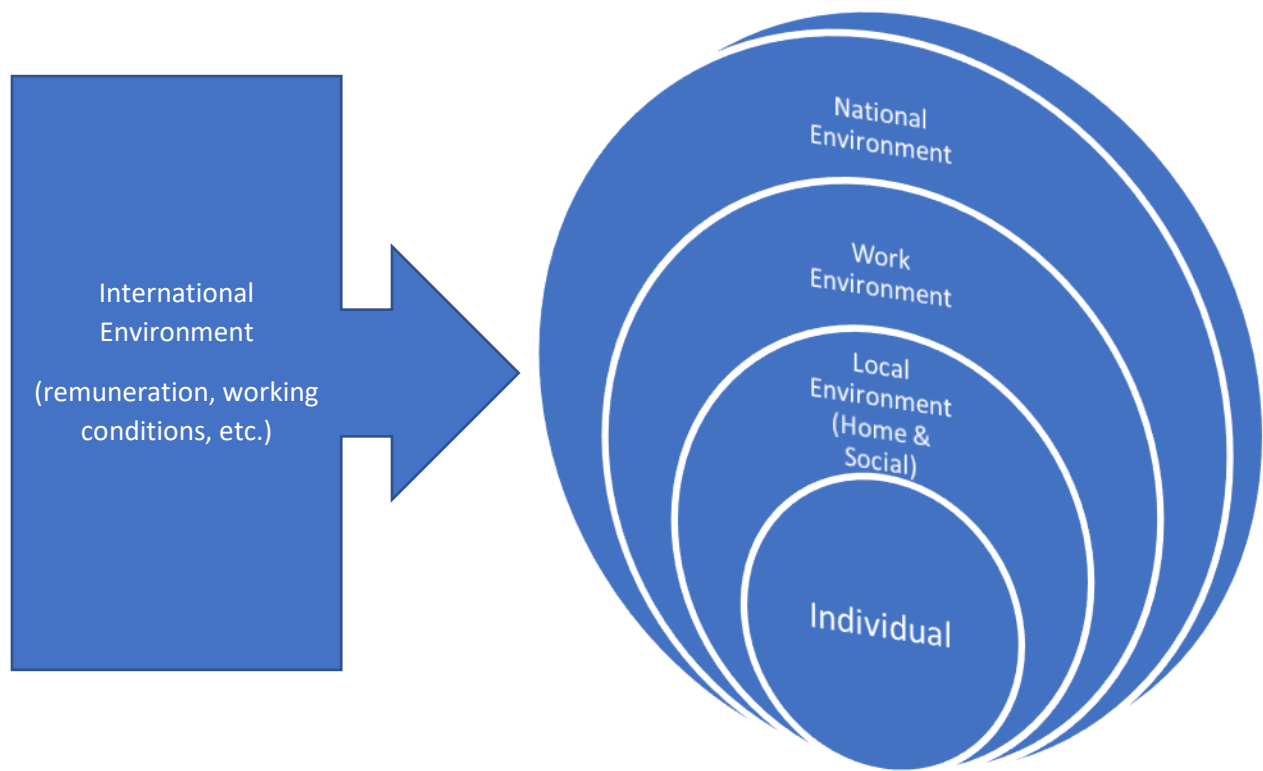 International
Environment
(remuneration, working
conditions, etc.)
National
Environment
Work
Environment
Local
Environment
(Home &
Social)
Individual